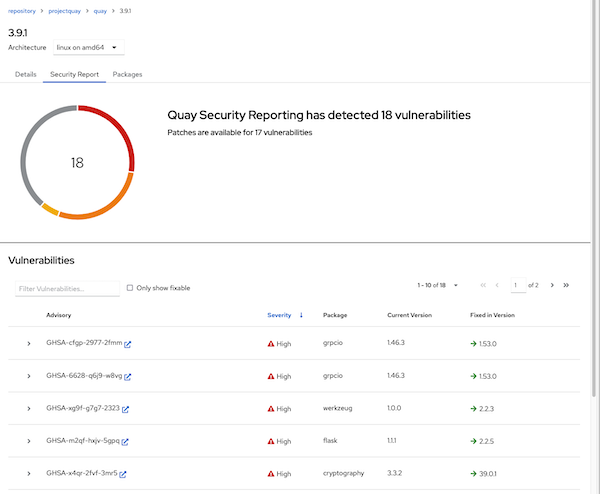 repository > projectquay > quay > 3.9.1
3.9.1
Architecture linux on amd64
Details Security Report Packages
18
Quay Security Reporting has detected 18 vulnerabilities
Patches are available for 17 vulnerabilities
Vulnerabilities
Filter Vulnerabilities... Only show fixable 1 - 10 of 18 1 of 2
Advisory Severity Package Current Version Fixed in Version
GHSA-cfgp-2977-2fmm High grpcio 1.46.3 1.53.0
GHSA-6628-q6j9-w8vg High grpcio 1.46.3 1.53.0
GHSA-xg9f-g7g7-2323 High werkzeug 1.0.0 2.2.3
GHSA-m2qf-hxjv-5gpq High flask 1.1.1 2.2.5
GHSA-x4qr-2fvf-3mr5 High cryptography 3.3.2 39.0.1